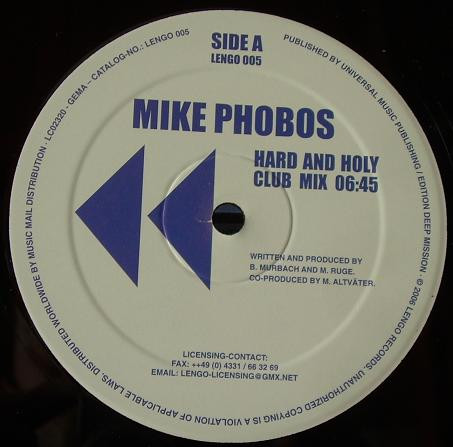 SIDE A
LENGO 005
MIKE PHOBOS
HARD AND HOLY
CLUB MIX 06:45
WRITTEN AND PRODUCED BY
B. MURBACH AND M. RUGE.
CO-PRODUCED BY M. ALTVÄTER.
LICENSING-CONTACT:
FAX: ++49 (0) 4331 / 66 32 69
EMAIL: LENGO-LICENSING@GMX.NET
PUBLISHED BY UNIVERSAL MUSIC PUBLISHING / EDITION DEEP MISSION · © 2006 LENGO RECORDS. UNAUTHORIZED COPYING IS A VIOLATION OF APPLICABLE LAWS. DISTRIBUTED WORLDWIDE BY MUSIC MAIL DISTRIBUTION · LC02320 · GEMA – CATALOG-NO.: LENGO 005